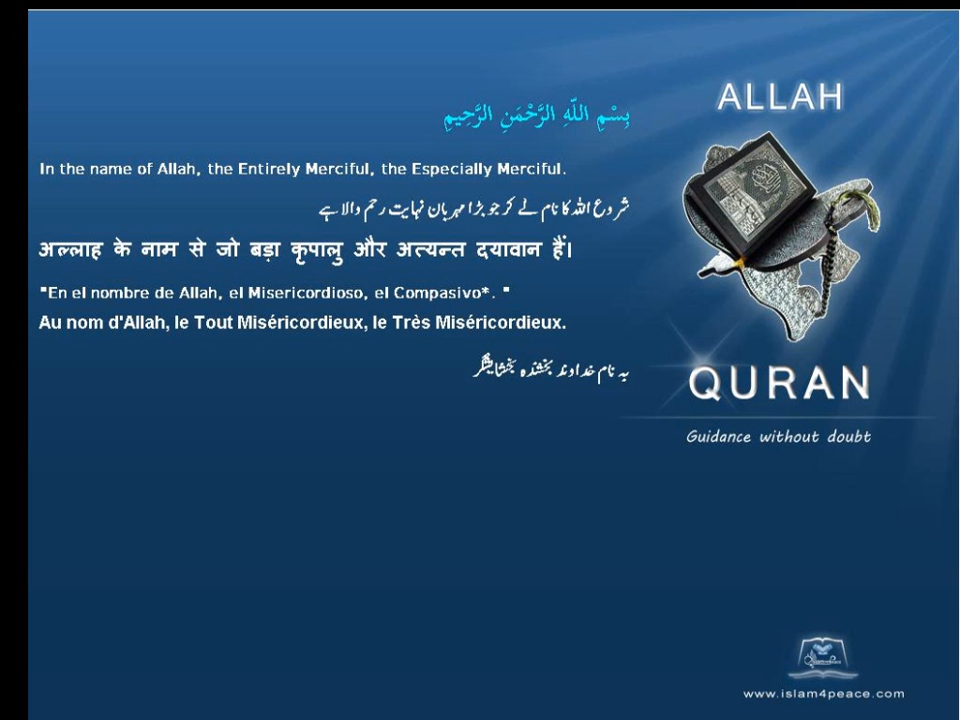 بِسْمِ اللَّهِ الرَّحْمَنِ الرَّحِيمِ
In the name of Allah, the Entirely Merciful, the Especially Merciful.
شروع الله کا نام لے کر جو بڑا مہربان نہایت رحم والا ہے
अल्लाह के नाम से जो बड़ा कृपालु और अत्यन्त दयावान हैं।
"En el nombre de Allah, el Misericordioso, el Compasivo*. "
Au nom d'Allah, le Tout Miséricordieux, le Très Miséricordieux.
به نام خداوند بخشنده بخشایشگر
ALLAH
QURAN
Guidance without doubt
www.islam4peace.com